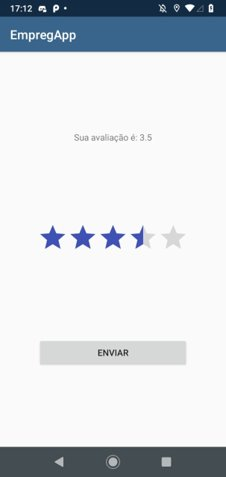 17:12
EmpregApp
Sua avaliação é: 3.5
ENVIAR